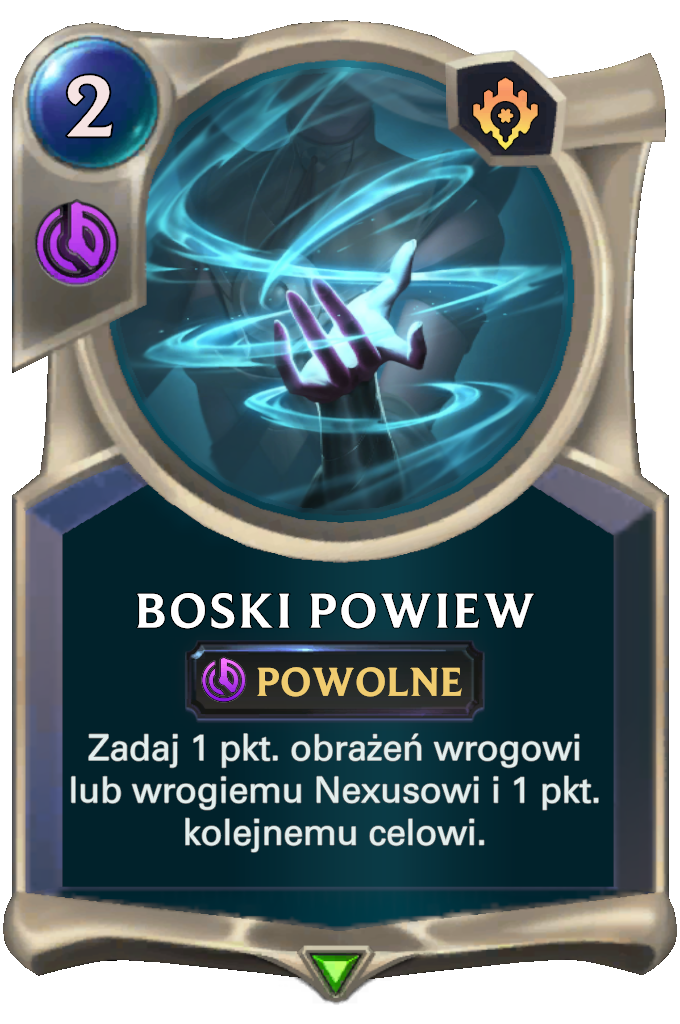 2
BOSKI POWIEW
POWOLNE
Zadaj 1 pkt. obrażeń wrogowi
lub wrogiemu Nexusowi i 1 pkt.
kolejnemu celowi.